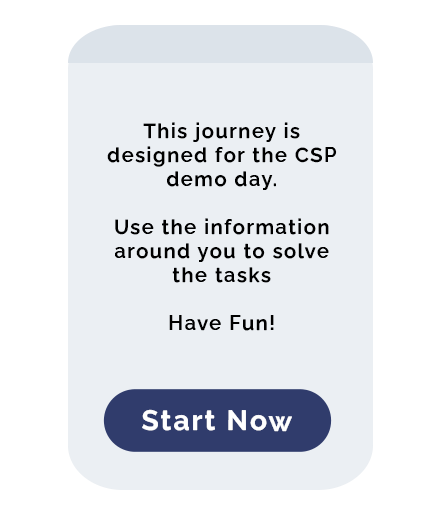 This journey is
designed for the CSP
demo day.
Use the information
around you to solve
the tasks
Have Fun!
Start Now